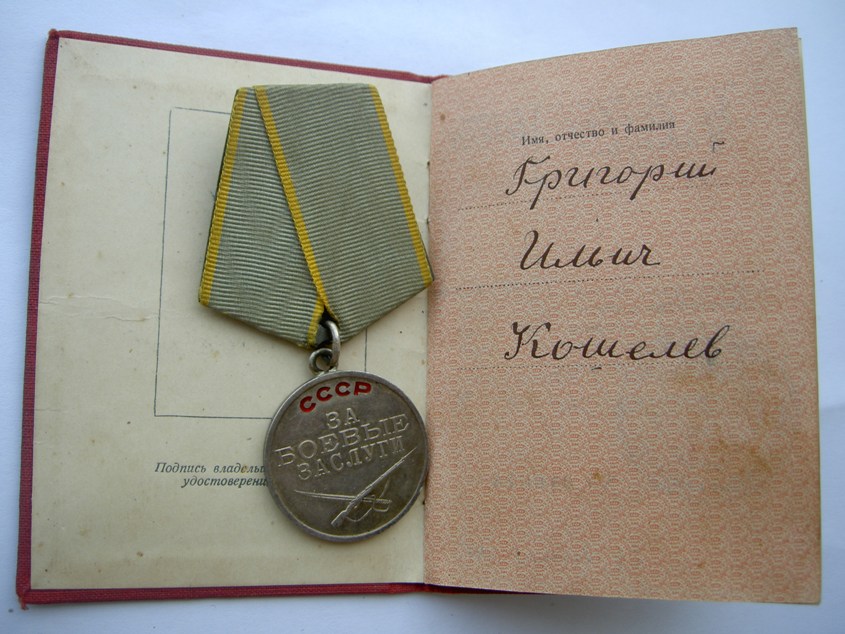 СССР
ЗА
БОЕВЫЕ
ЗАСЛУГИ
Подпись владель
удостоверени
Имя, отчество и фамилия
Григорий
Ильич
Кошелев